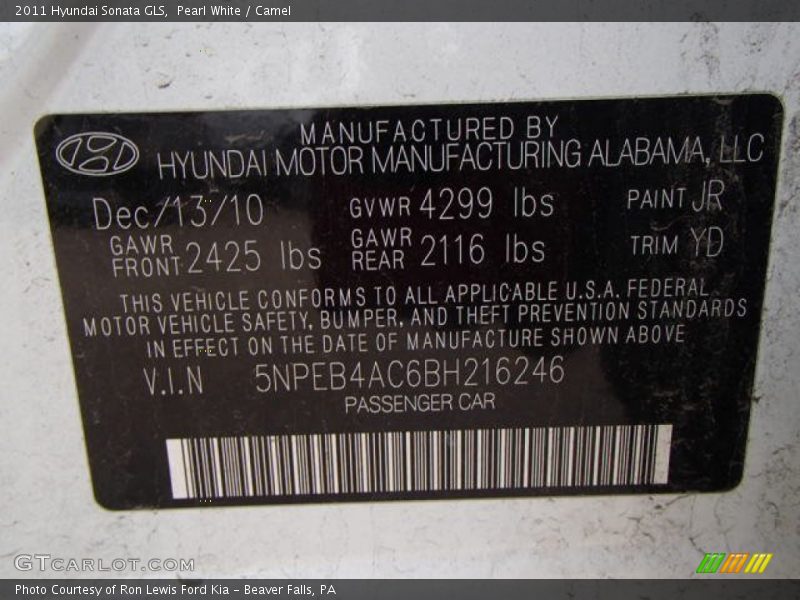 2011 Hyundai Sonata GLS, Pearl White / Camel
MANUFACTURED BY
HYUNDAI MOTOR MANUFACTURING ALABAMA, LLC
Dec/13/10 GVWR 4299 lbs PAINT JR
GAWR FRONT 2425 lbs GAWR REAR 2116 lbs TRIM YD
THIS VEHICLE CONFORMS TO ALL APPLICABLE U.S.A. FEDERAL
MOTOR VEHICLE SAFETY, BUMPER, AND THEFT PREVENTION STANDARDS
IN EFFECT ON THE DATE OF MANUFACTURE SHOWN ABOVE
V.I.N 5NPEB4AC6BH216246
PASSENGER CAR
GTcarlot.com
Photo Courtesy of Ron Lewis Ford Kia - Beaver Falls, PA